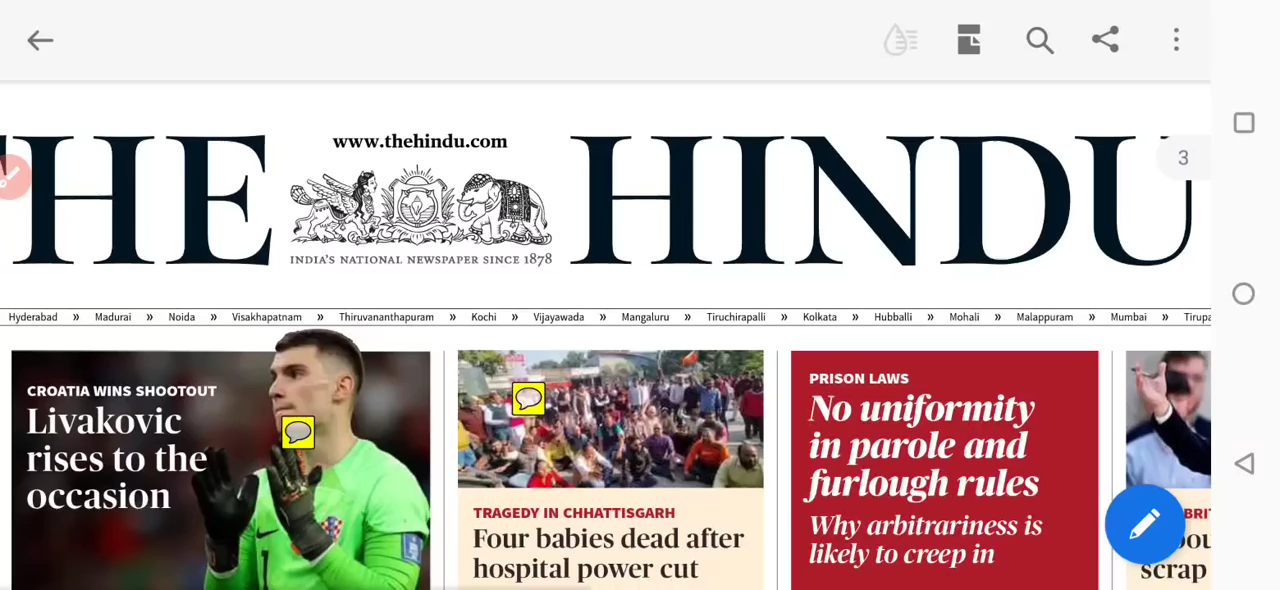 www.thehindu.com
THE HINDU
3
INDIA'S NATIONAL NEWSPAPER SINCE 1878
Hyderabad » Madurai » Noida » Visakhapatnam » Thiruvananthapuram » Kochi » Vijayawada » Mangaluru » Tiruchirapalli » Kolkata » Hubballi » Mohali » Malappuram » Mumbai »
CROATIA WINS SHOOTOUT
Livakovic
rises to the
occasion
TRAGEDY IN CHHATTISGARH
Four babies dead after
hospital power cut
PRISON LAWS
No uniformity
in parole and
furlough rules
Why arbitrariness is
likely to creep in
scrap